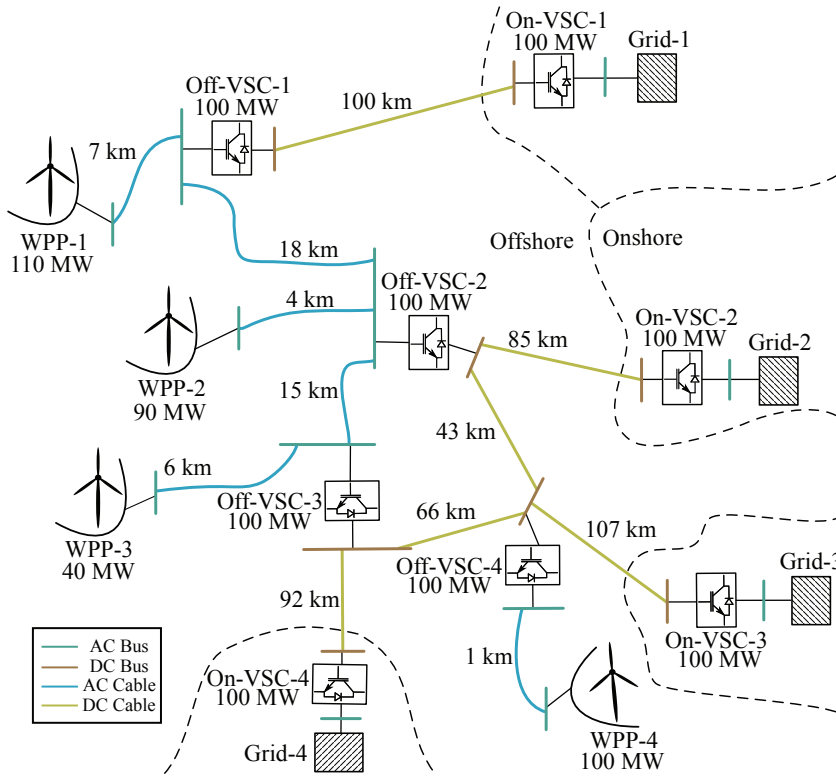 On-VSC-1
100 MW
Grid-1
Off-VSC-1
100 MW
100 km
7 km
WPP-1
110 MW
18 km
Offshore
Onshore
Off-VSC-2
100 MW
4 km
WPP-2
90 MW
85 km
On-VSC-2
100 MW
Grid-2
15 km
43 km
6 km
WPP-3
40 MW
Off-VSC-3
100 MW
66 km
107 km
Off-VSC-4
100 MW
Grid-3
92 km
On-VSC-3
100 MW
1 km
AC Bus
DC Bus
AC Cable
DC Cable
On-VSC-4
100 MW
Grid-4
WPP-4
100 MW